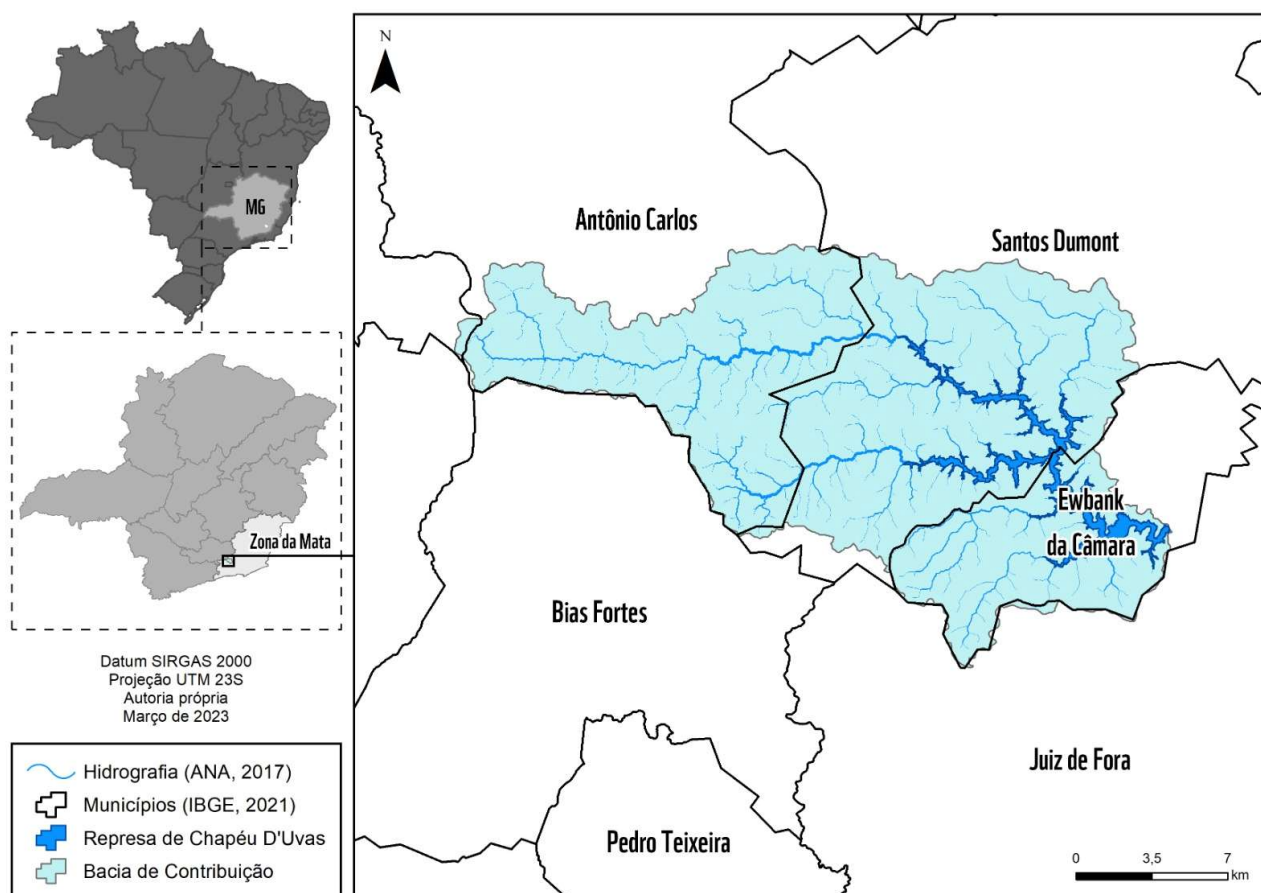 MG
Zona da Mata
Datum SIRGAS 2000
Projeção UTM 23S
Autoria própria
Março de 2023
Hidrografia (ANA, 2017)
Municípios (IBGE, 2021)
Represa de Chapéu D'Uvas
Bacia de Contribuição
N
Antônio Carlos
Santos Dumont
Ewbank
da Câmara
Bias Fortes
Juiz de Fora
Pedro Teixeira
0 3,5 7
km